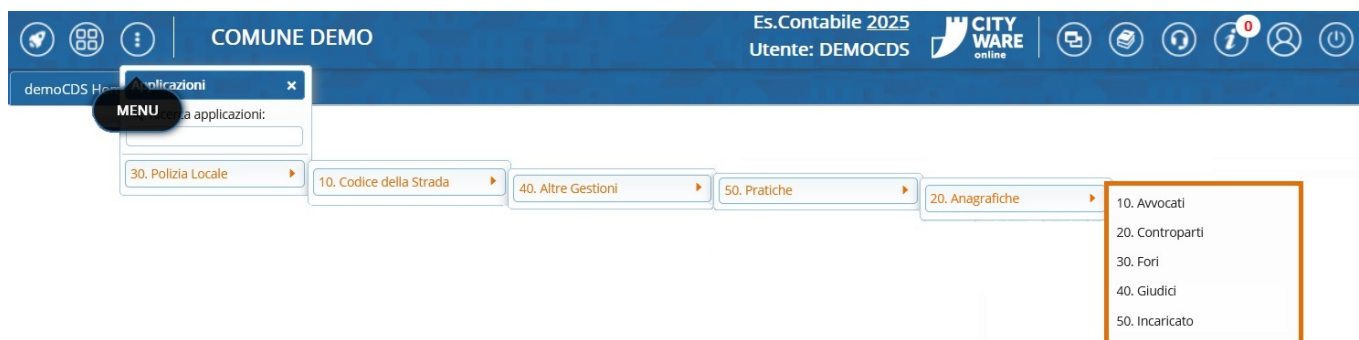 COMUNE DEMO
Es.Contabile 2025
Utente: DEMOCDS
CITY
WARE
online
0
demoCDS
Applicazioni
MENU
applicazioni:
30. Polizia Locale
10. Codice della Strada
40. Altre Gestioni
50. Pratiche
20. Anagrafiche
10. Avvocati
20. Controparti
30. Fori
40. Giudici
50. Incaricato